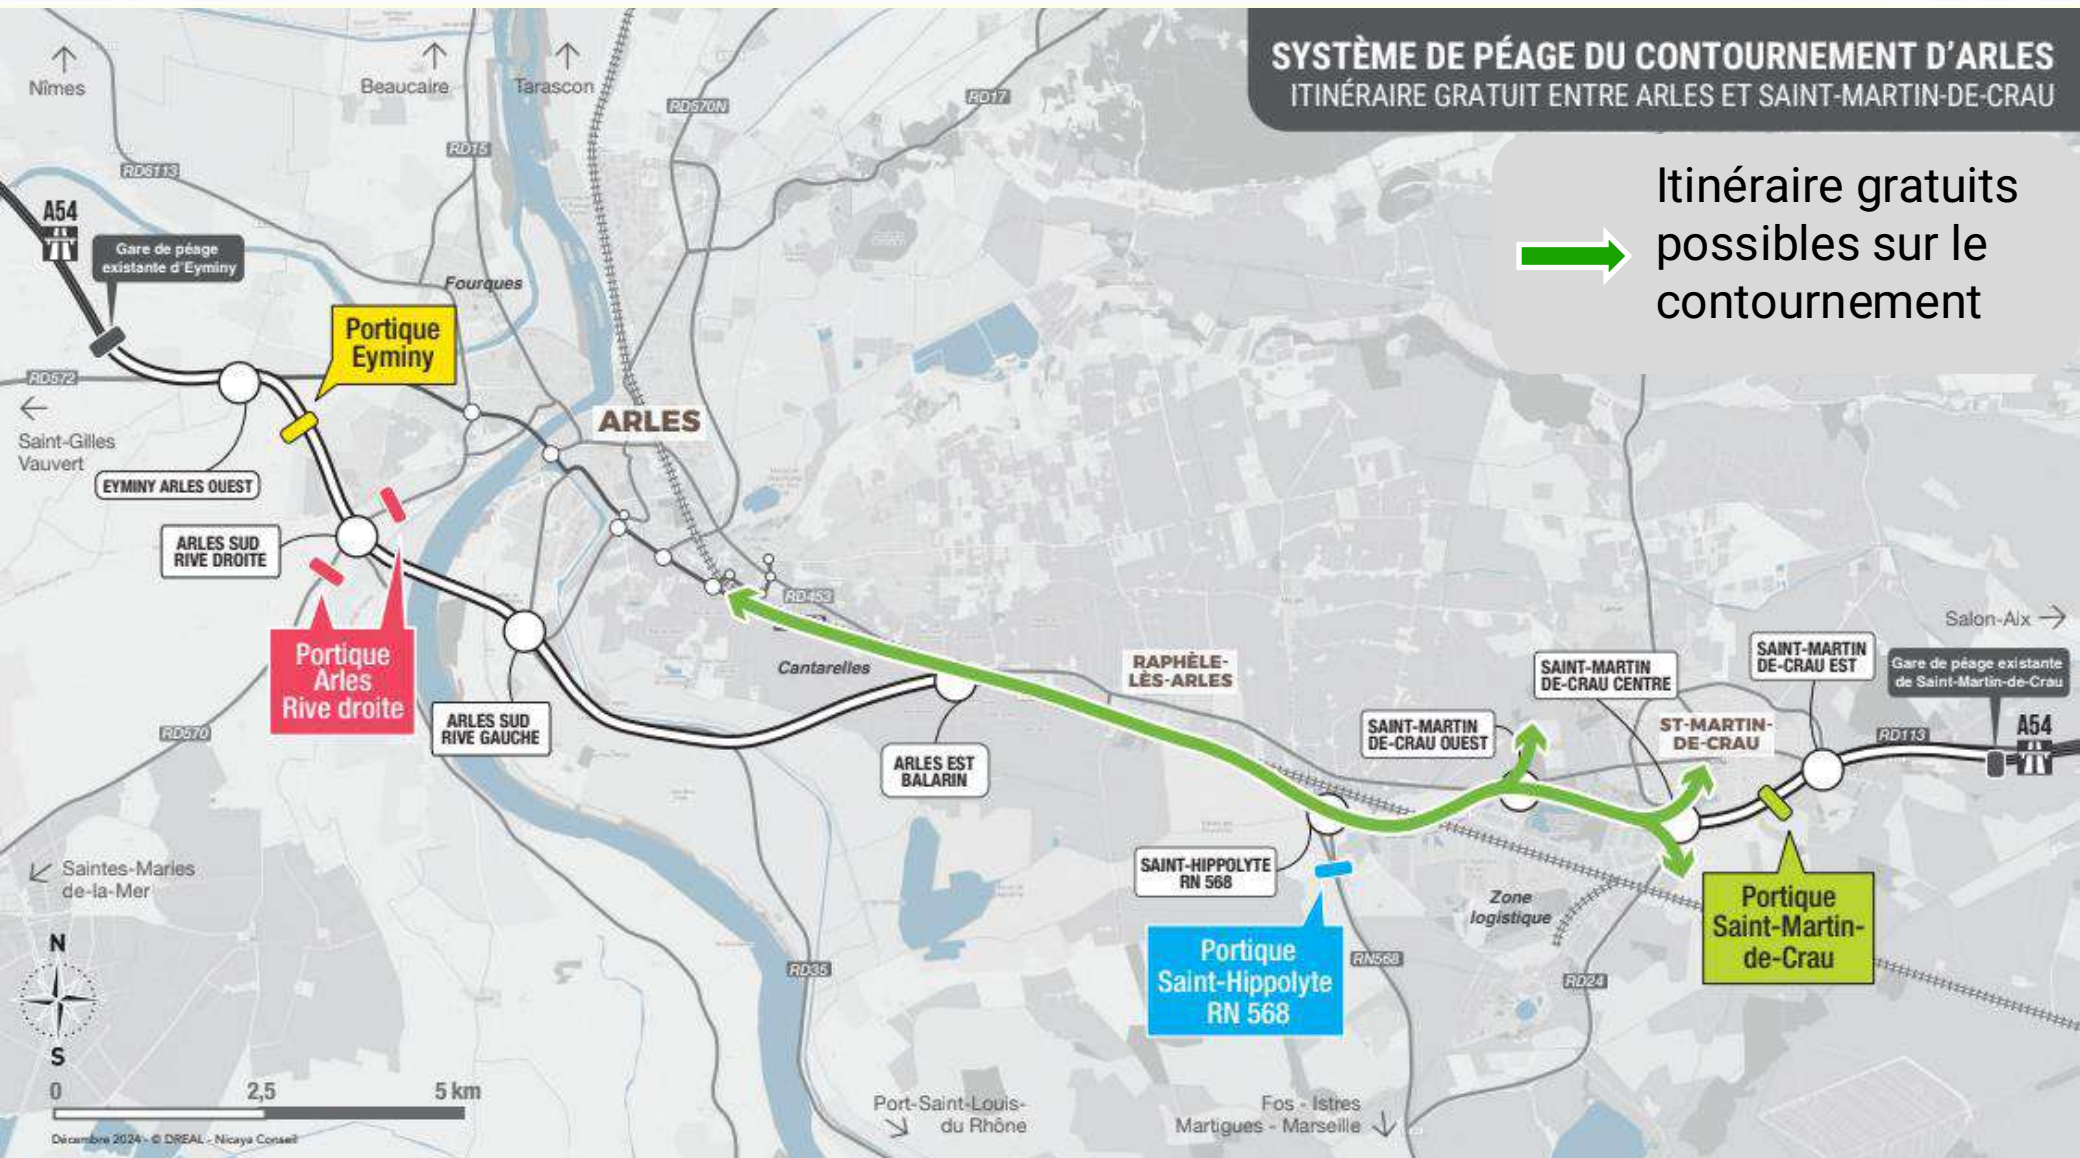 SYSTÈME DE PÉAGE DU CONTOURNEMENT D'ARLES
ITINÉRAIRE GRATUIT ENTRE ARLES ET SAINT-MARTIN-DE-CRAU
Itinéraire gratuits
possibles sur le
contournement
Nîmes
Beaucaire
Tarascon
RD570N
RD17
RD15
RD6113
A54
Gare de péage
existante d'Eyminy
Fourques
Portique
Eyminy
RD572
Saint-Gilles
Vauvert
ARLES
EYMINY ARLES OUEST
ARLES SUD
RIVE DROITE
RD453
Portique
Arles
Rive droite
Cantarelles
RAPHÈLE-
LÈS-ARLES
Salon-Aix
SAINT-MARTIN
DE-CRAU CENTRE
SAINT-MARTIN
DE-CRAU EST
Gare de péage existante
de Saint-Martin-de-Crau
RD570
ARLES SUD
RIVE GAUCHE
ARLES EST
BALARIN
SAINT-MARTIN
DE-CRAU OUEST
ST-MARTIN-
DE-CRAU
RD113
A54
Saintes-Maries
de-la-Mer
SAINT-HIPPOLYTE
RN 568
Zone
logistique
Portique
Saint-Martin-
de-Crau
Portique
Saint-Hippolyte
RN 568
RN568
RD35
RD24
N
S
0
2,5
5 km
Port-Saint-Louis-
du Rhône
Fos - Istres
Martigues - Marseille
Décembre 2024 - © DREAL - Nicaya Conseil